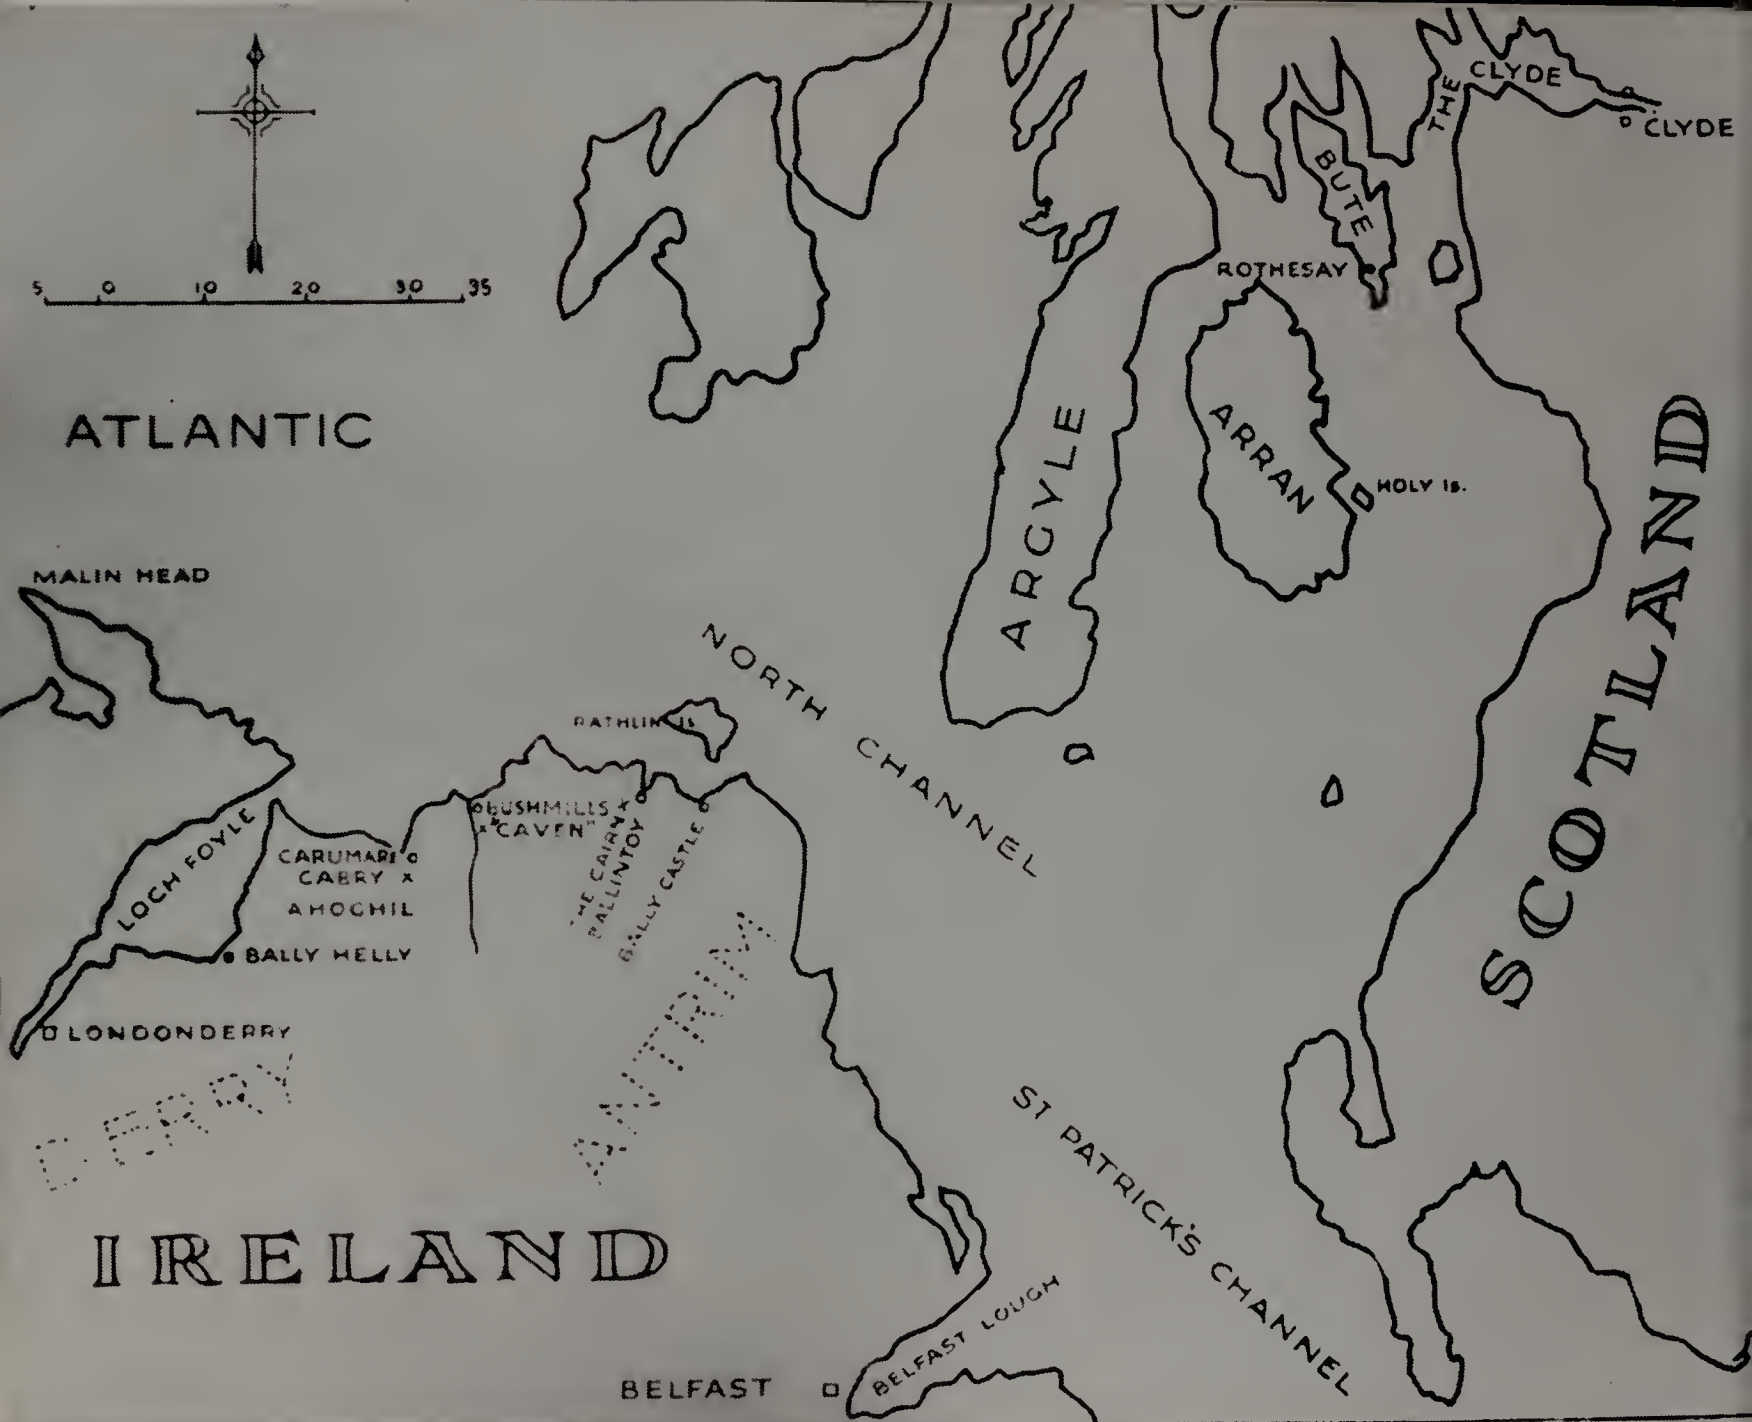 THE
CLYDE
CLYDE
BUTE
ROTHESAY
5 0 10 20 30 35
ATLANTIC
ARGYLE
ARRAN
HOLY IS.
SCOTLAND
MALIN HEAD
NORTH CHANNEL
RATHLIN IS.
BUSHMILLS
"CAVEN"
THE CAIRN
BALLINTOY
BALLY CASTLE
LOCH FOYLE
CARUMARE
CABRY
AHOGHIL
BALLY HELLY
LONDONDERRY
DERRY
ANTRIM
ST PATRICK'S CHANNEL
IRELAND
BELFAST LOUGH
BELFAST